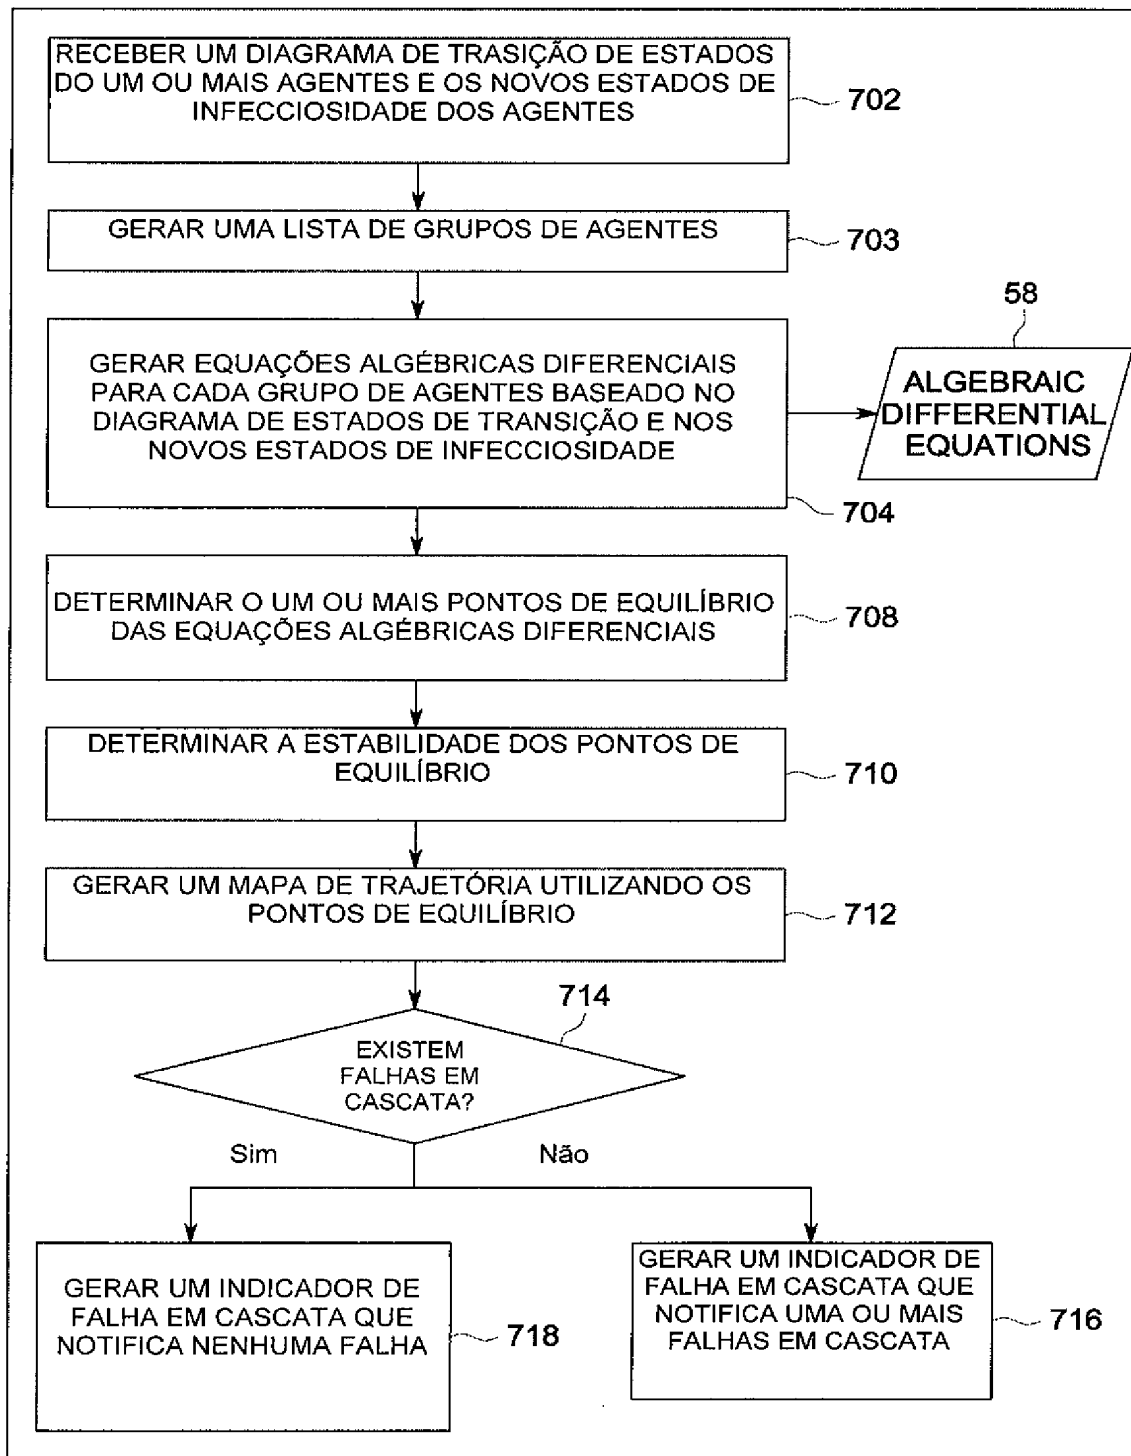 RECEBER UM DIAGRAMA DE TRASIÇÃO DE ESTADOS
DO UM OU MAIS AGENTES E OS NOVOS ESTADOS DE
INFECCIOSIDADE DOS AGENTES
702
GERAR UMA LISTA DE GRUPOS DE AGENTES
703
GERAR EQUAÇÕES ALGÉBRICAS DIFERENCIAIS
PARA CADA GRUPO DE AGENTES BASEADO NO
DIAGRAMA DE ESTADOS DE TRANSIÇÃO E NOS
NOVOS ESTADOS DE INFECCIOSIDADE
704
58
ALGEBRAIC
DIFFERENTIAL
EQUATIONS
DETERMINAR O UM OU MAIS PONTOS DE EQUILÍBRIO
DAS EQUAÇÕES ALGÉBRICAS DIFERENCIAIS
708
DETERMINAR A ESTABILIDADE DOS PONTOS DE
EQUILÍBRIO
710
GERAR UM MAPA DE TRAJETÓRIA UTILIZANDO OS
PONTOS DE EQUILÍBRIO
712
714
EXISTEM
FALHAS EM
CASCATA?
Sim
Não
GERAR UM INDICADOR DE
FALHA EM CASCATA QUE
NOTIFICA NENHUMA FALHA
718
GERAR UM INDICADOR DE
FALHA EM CASCATA QUE
NOTIFICA UMA OU MAIS
FALHAS EM CASCATA
716